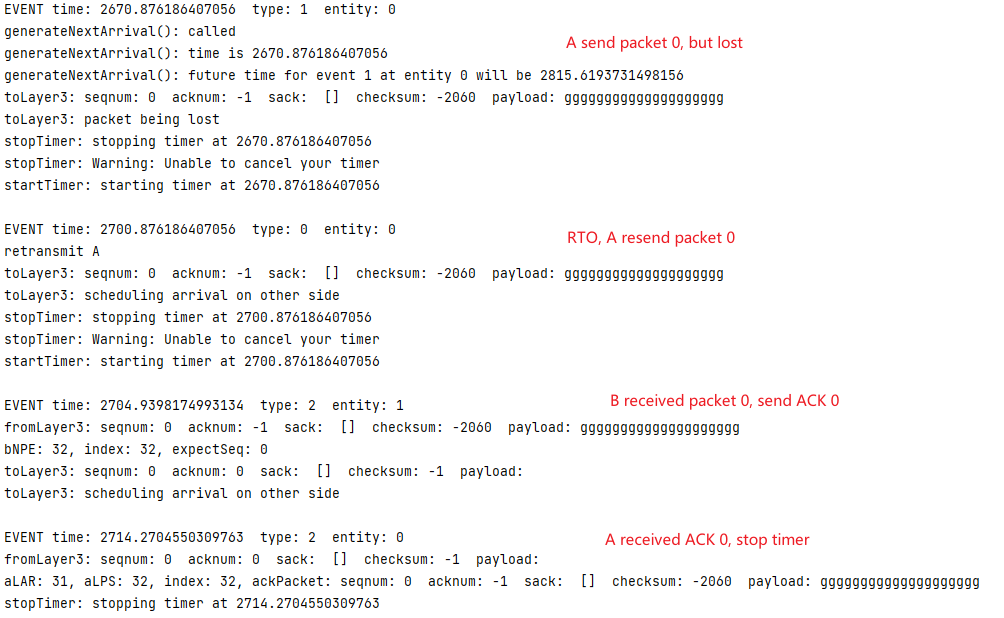 EVENT time: 2670.876186407056  type: 1  entity: 0
generateNextArrival(): called
A send packet 0, but lost
generateNextArrival(): time is 2670.876186407056
generateNextArrival(): future time for event 1 at entity 0 will be 2815.6193731498156
toLayer3: seqnum: 0  acknum: -1  sack:  []  checksum: -2060  payload: gggggggggggggggggggg
toLayer3: packet being lost
stopTimer: stopping timer at 2670.876186407056
stopTimer: Warning: Unable to cancel your timer
startTimer: starting timer at 2670.876186407056
EVENT time: 2700.876186407056  type: 0  entity: 0
RTO, A resend packet 0
retransmit A
toLayer3: seqnum: 0  acknum: -1  sack:  []  checksum: -2060  payload: gggggggggggggggggggg
toLayer3: scheduling arrival on other side
stopTimer: stopping timer at 2700.876186407056
stopTimer: Warning: Unable to cancel your timer
startTimer: starting timer at 2700.876186407056
EVENT time: 2704.9398174993134  type: 2  entity: 1
B received packet 0, send ACK 0
fromLayer3: seqnum: 0  acknum: -1  sack:  []  checksum: -2060  payload: gggggggggggggggggggg
bNPE: 32, index: 32, expectSeq: 0
toLayer3: seqnum: 0  acknum: 0  sack:  []  checksum: -1  payload:
toLayer3: scheduling arrival on other side
EVENT time: 2714.2704550309763  type: 2  entity: 0
A received ACK 0, stop timer
fromLayer3: seqnum: 0  acknum: 0  sack:  []  checksum: -1  payload:
aLAR: 31, aLPS: 32, index: 32, ackPacket: seqnum: 0  acknum: -1  sack:  []  checksum: -2060  payload: gggggggggggggggggggg
stopTimer: stopping timer at 2714.2704550309763